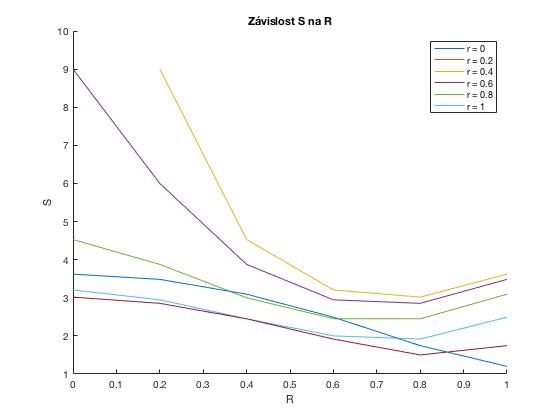 Závislost S na R
10
9
8
7
6
5
4
3
2
1
S
0 0.1 0.2 0.3 0.4 0.5 0.6 0.7 0.8 0.9 1
R
r = 0
r = 0.2
r = 0.4
r = 0.6
r = 0.8
r = 1